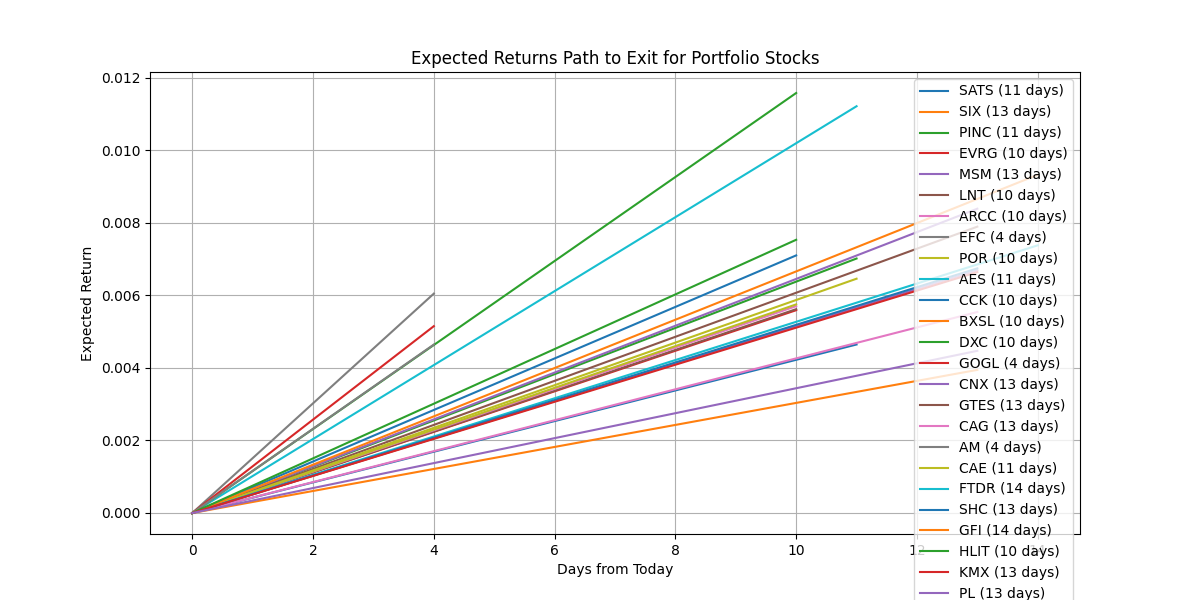 Expected Returns Path to Exit for Portfolio Stocks
Expected Return
0.012
0.010
0.008
0.006
0.004
0.002
0.000
0
2
4
6
8
10
Days from Today
SATS (11 days)
SIX (13 days)
PINC (11 days)
EVRG (10 days)
MSM (13 days)
LNT (10 days)
ARCC (10 days)
EFC (4 days)
POR (10 days)
AES (11 days)
CCK (10 days)
BXSL (10 days)
DXC (10 days)
GOGL (4 days)
CNX (13 days)
GTES (13 days)
CAG (13 days)
AM (4 days)
CAE (11 days)
FTDR (14 days)
SHC (13 days)
GFI (14 days)
HLIT (10 days)
KMX (13 days)
PL (13 days)